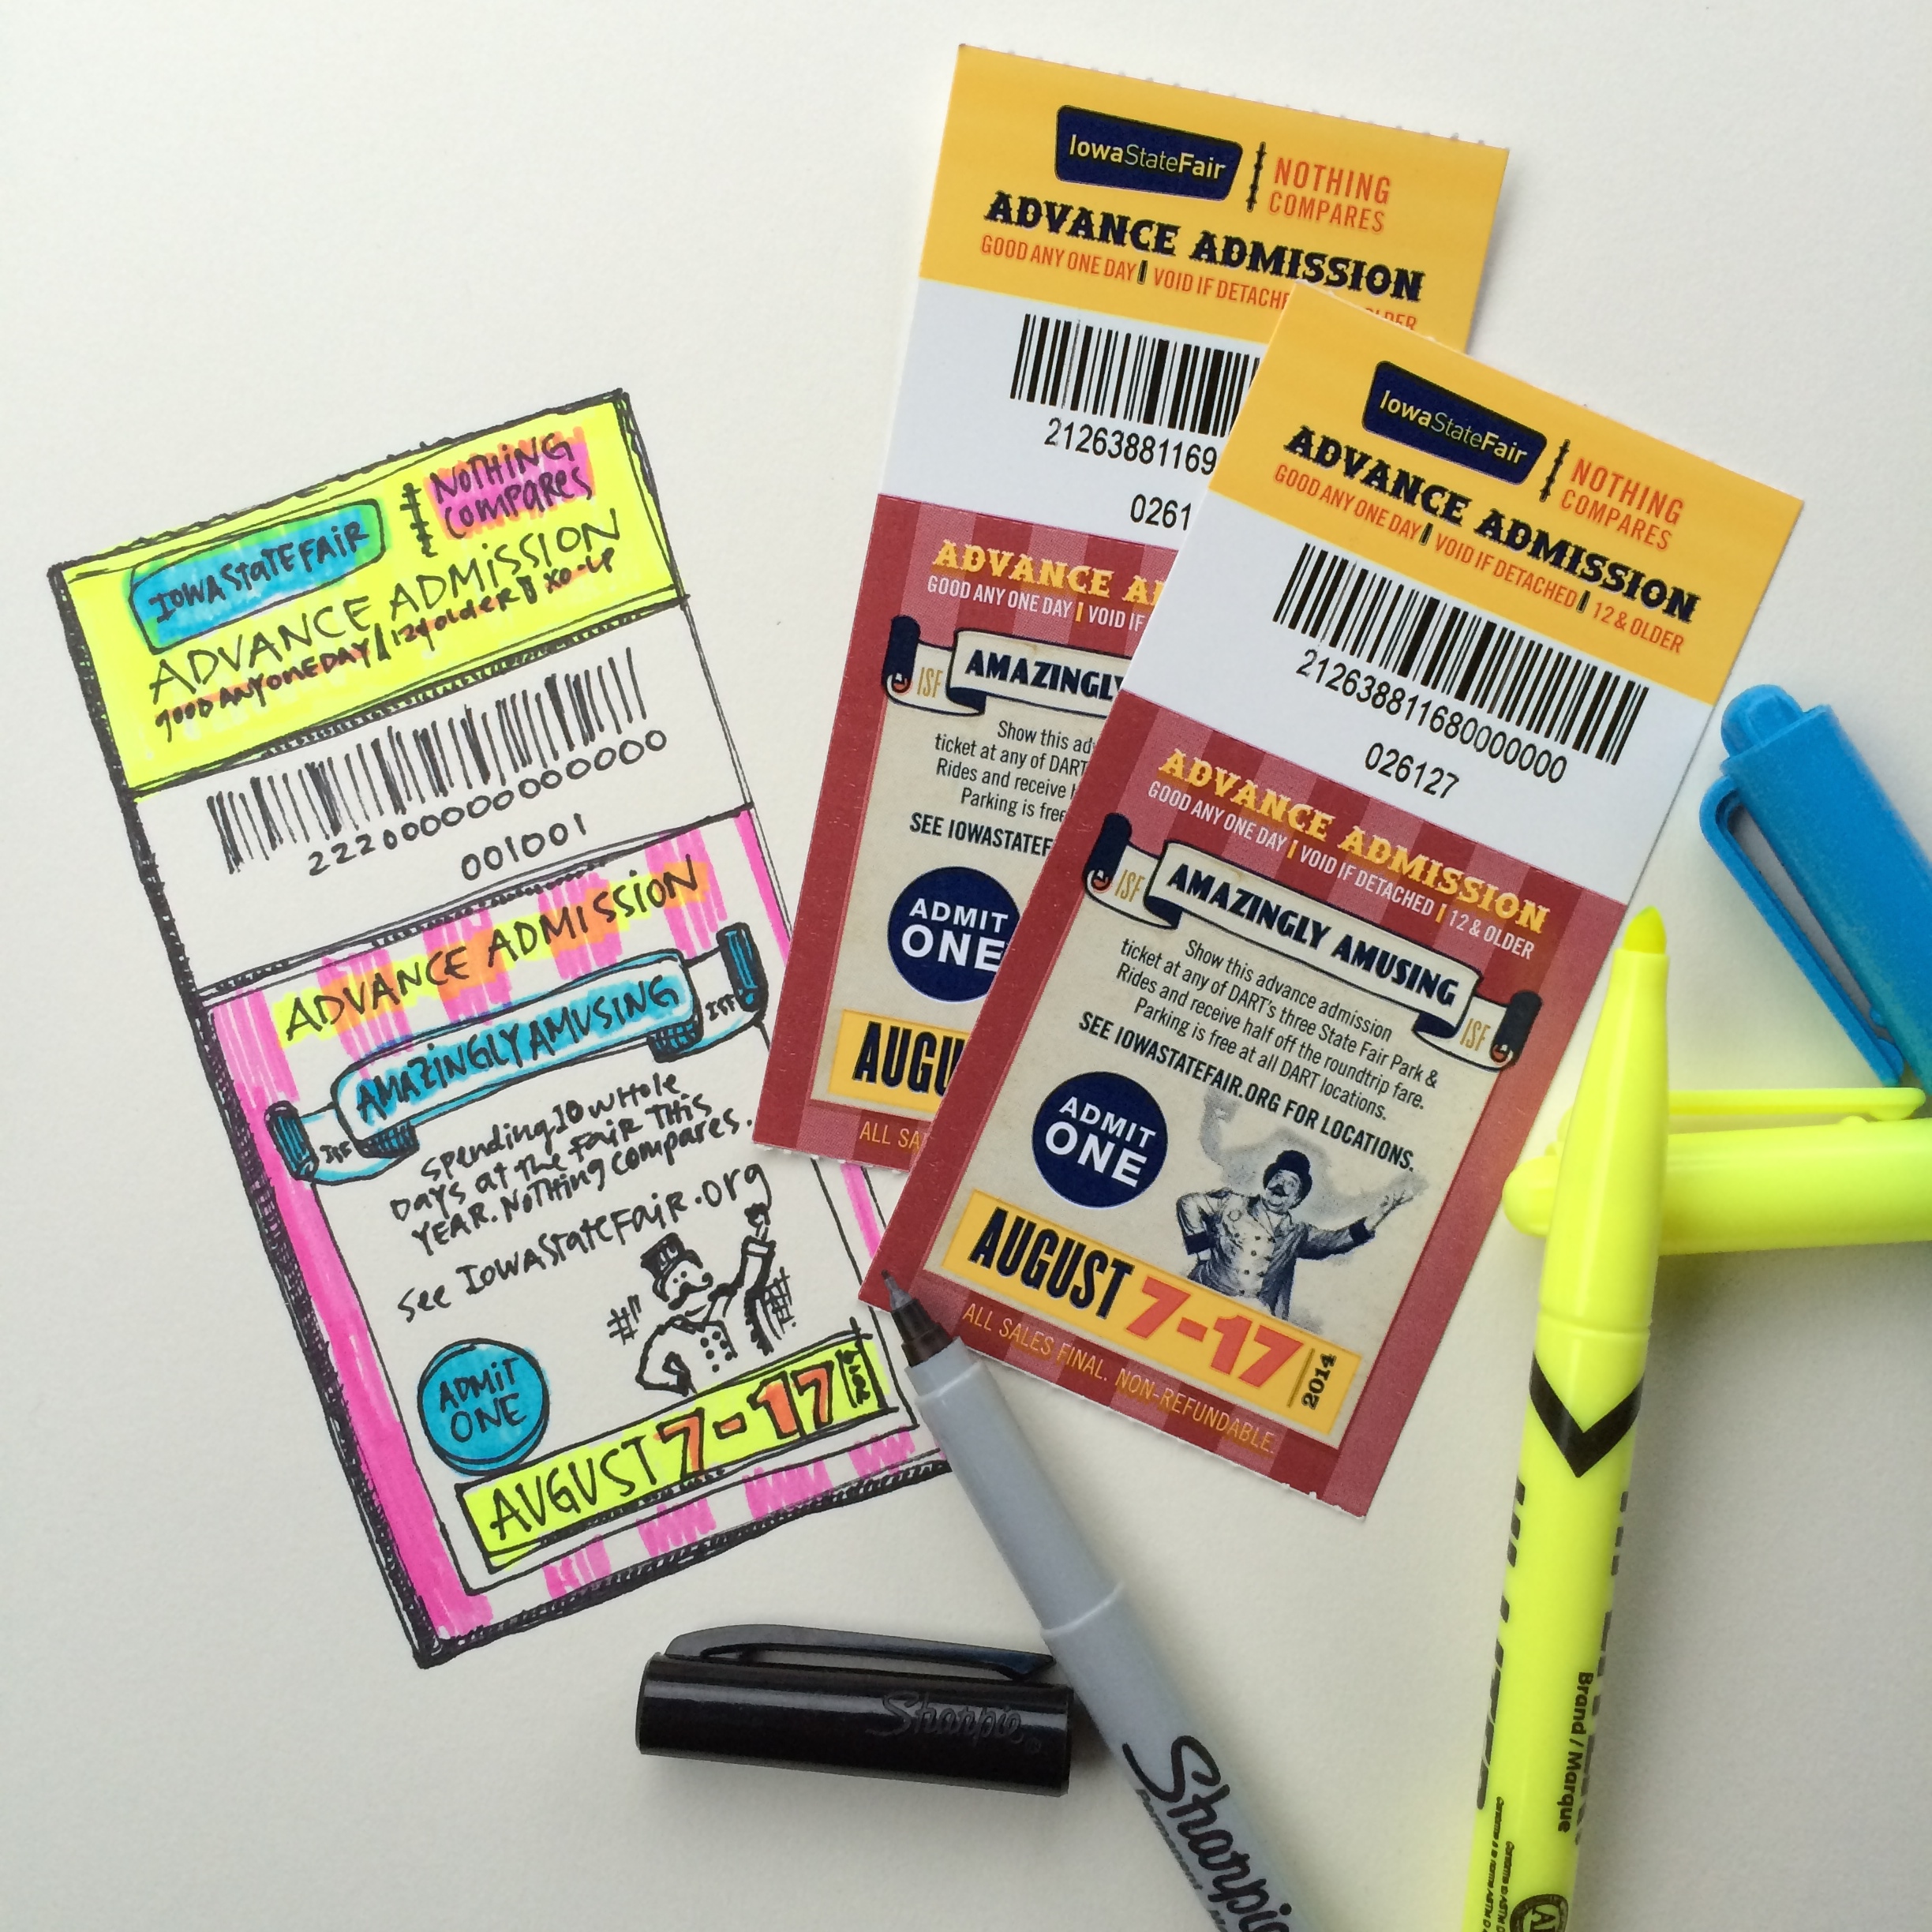 IOWA STATE FAIR
NOTHING
COMPARES
ADVANCE ADMISSION
GOOD ANY ONE DAY | 12 & older |
2220000000000000
001001
ADVANCE ADMISSION
AMAZINGLY AMUSING
ISF
ISF
Spending 10 whole
DAYS at the FAIR This
YEAR. NOTHING COMPARES.
See IOWAStateFair.org
ADMIT
ONE
AUGUST 7-17
IowaStateFair
NOTHING
COMPARES
ADVANCE ADMISSION
GOOD ANY ONE DAY | VOID IF DETACHE
21263881169
0261
ADVANCE A
GOOD ANY ONE DAY | VOID IF
ISF
AMAZINGLY
Show this ad
ticket at any of DART
Rides and receive h
Parking is free
SEE IOWASTATEF
ADMIT
ONE
AUGU
ALL SA
IowaStateFair
NOTHING
COMPARES
ADVANCE ADMISSION
GOOD ANY ONE DAY | VOID IF DETACHED | 12 & OLDER
212638811680000000
026127
ADVANCE ADMISSION
GOOD ANY ONE DAY | VOID IF DETACHED | 12 & OLDER
ISF
AMAZINGLY AMUSING
ISF
Show this advance admission
ticket at any of DART's three State Fair Park &
Rides and receive half off the roundtrip fare.
Parking is free at all DART locations.
SEE IOWASTATEFAIR.ORG FOR LOCATIONS.
ADMIT
ONE
AUGUST 7-17
2014
ALL SALES FINAL. NON-REFUNDABLE.
Sharpie
Sharpie
Brand / Marque